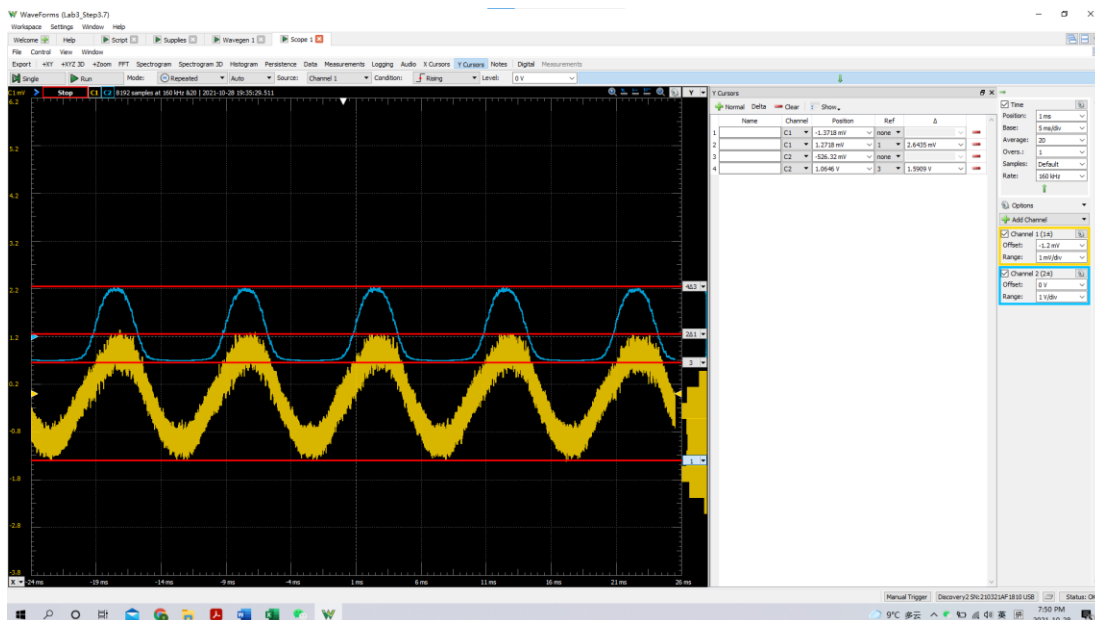 WaveForms (Lab3_Step3.7)
Workspace Settings Window Help
Welcome Help Script Supplies Wavegen 1 Scope 1
File Control View Window
Export +XY +XYZ 3D +Zoom FFT Spectrogram Spectrogram 3D Histogram Persistence Data Measurements Logging Audio X Cursors Y Cursors Notes Digital Measurements
Single Run Mode: Repeated Auto Source: Channel 1 Condition: Rising Level: 0 V
C1 mV Stop C1 C2 8192 samples at 160 kHz &20 | 2021-10-28 19:35:29.511 Y
6.2
5.2
4.2
3.2
2.2
1.2
0.2
-0.8
-1.8
-2.8
-3.8
4Δ3
2Δ1
3
1
X -24 ms -19 ms -14 ms -9 ms -4 ms 1 ms 6 ms 11 ms 16 ms 21 ms 26 ms
Y Cursors
Normal Delta Clear Show
Name Channel Position Ref Δ
1 C1 -1.3718 mV none
2 C1 1.2718 mV 1 2.6435 mV
3 C2 -526.32 mV none
4 C2 1.0646 V 3 1.5909 V
Time
Position: 1 ms
Base: 5 ms/div
Average: 20
Overs.: 1
Samples: Default
Rate: 160 kHz
Options
Add Channel
Channel 1 (1±)
Offset: -1.2 mV
Range: 1 mV/div
Channel 2 (2±)
Offset: 0 V
Range: 1 V/div
Manual Trigger Discovery2 SN:210321AF1810 USB Status: OK
9°C 多云 英 拼 7:50 PM
2021-10-28